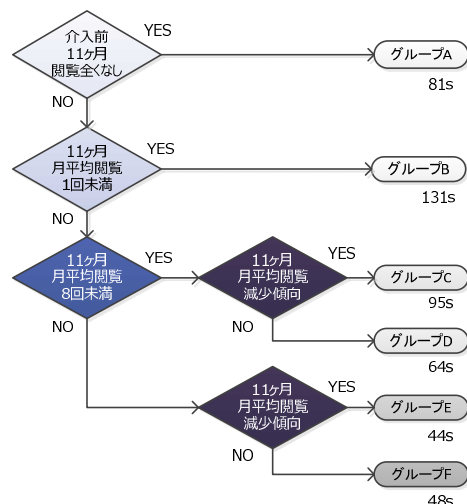 介入前
11ヶ月
閲覧全くなし
YES
グループA
81s
NO
11ヶ月
月平均閲覧
1回未満
YES
グループB
131s
NO
11ヶ月
月平均閲覧
8回未満
YES
11ヶ月
月平均閲覧
減少傾向
YES
グループC
95s
NO
グループD
64s
NO
11ヶ月
月平均閲覧
減少傾向
YES
グループE
44s
NO
グループF
48s